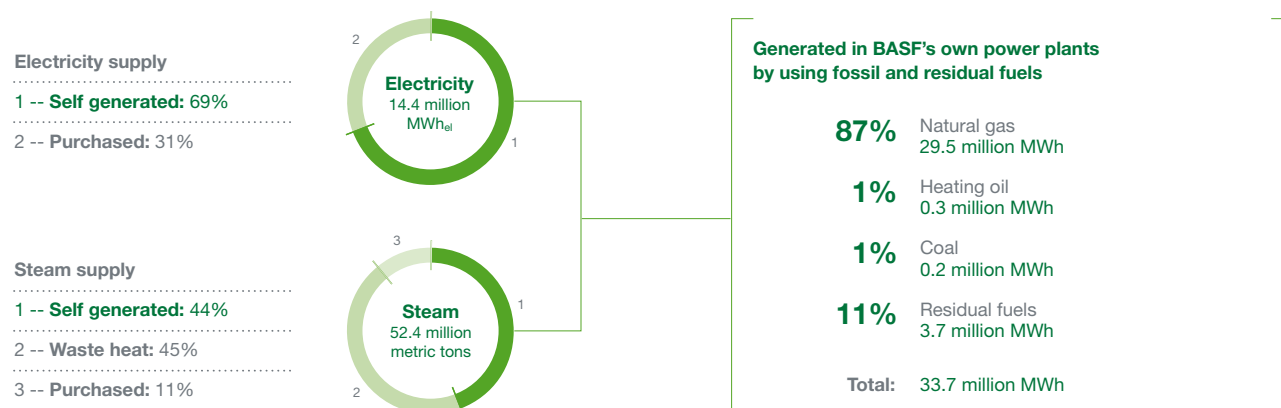 Electricity supply
1 -- Self generated: 69%
2 -- Purchased: 31%
2
Electricity
14.4 million
MWhel
1
Steam supply
1 -- Self generated: 44%
2 -- Waste heat: 45%
3 -- Purchased: 11%
3
Steam
52.4 million
metric tons
1
2
Generated in BASF's own power plants
by using fossil and residual fuels
87% Natural gas
29.5 million MWh
1% Heating oil
0.3 million MWh
1% Coal
0.2 million MWh
11% Residual fuels
3.7 million MWh
Total: 33.7 million MWh